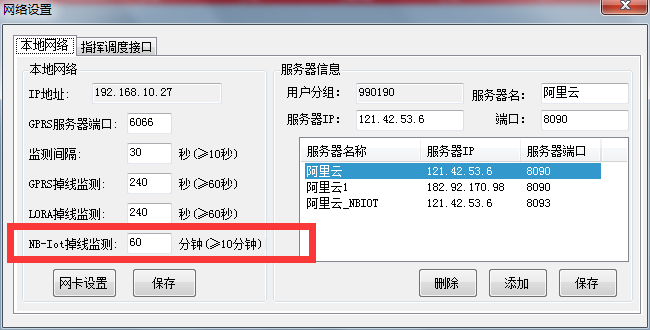 网络设置
本地网络 指挥调度接口
本地网络
IP地址: 192.168.10.27
GPRS服务器端口: 6066
监测间隔: 30 秒(≥10秒)
GPRS掉线监测: 240 秒(≥60秒)
LORA掉线监测: 240 秒(≥60秒)
NB-Iot掉线监测: 60 分钟(≥10分钟)
网卡设置 保存
服务器信息
用户分组: 990190 服务器名: 阿里云
服务器IP: 121.42.53.6 端口: 8090
服务器名称 服务器IP 服务器端口
阿里云 121.42.53.6 8090
阿里云1 182.92.170.98 8090
阿里云_NBIOT 121.42.53.6 8093
删除 添加 保存